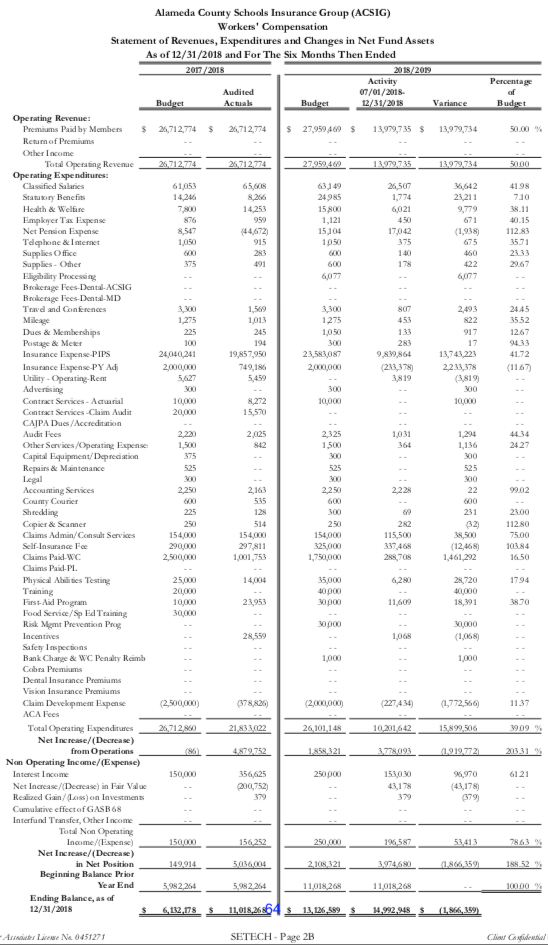 Alameda County Schools Insurance Group (ACSIG)
Workers' Compensation
Statement of Revenues, Expenditures and Changes in Net Fund Assets
As of 12/31/2018 and For The Six Months Then Ended
2017/2018 2018/2019
Budget Audited Actuals Budget Activity 07/01/2018-12/31/2018 Variance Percentage of Budget
Operating Revenue:
Premiums Paid by Members $ 26,712,774 $ 26,712,774 $ 27,959,469 $ 13,979,735 $ 13,979,734 50.00 %
Return of Premiums - - - - - - - - - - - -
Other Income - - - - - - - - - - - -
Total Operating Revenue 26,712,774 26,712,774 27,959,469 13,979,735 13,979,734 50.00
Operating Expenditures:
Classified Salaries 61,053 65,608 63,149 26,507 36,642 41.98
Statutory Benefits 14,246 8,266 24,985 1,774 23,211 7.10
Health & Welfare 7,800 14,253 15,800 6,021 9,779 38.11
Employer Tax Expense 876 959 1,121 450 671 40.15
Net Pension Expense 8,547 (44,672) 15,104 17,042 (1,938) 112.83
Telephone & Internet 1,050 915 1,050 375 675 35.71
Supplies Office 600 283 600 140 460 23.33
Supplies - Other 375 491 600 178 422 29.67
Eligibility Processing - - - - 6,077 - - 6,077 - -
Brokerage Fees-Dental-ACSIG - - - - - - - - - - - -
Brokerage Fees-Dental-MD - - - - - - - - - - - -
Travel and Conferences 3,300 1,569 3,300 807 2,493 24.45
Mileage 1,275 1,013 1,275 453 822 35.52
Dues & Memberships 225 245 1,050 133 917 12.67
Postage & Meter 100 194 300 283 17 94.33
Insurance Expense-PIPS 24,040,241 19,857,950 23,583,087 9,839,864 13,743,223 41.72
Insurance Expense-PY Adj 2,000,000 749,186 2,000,000 (233,378) 2,233,378 (11.67)
Utility - Operating-Rent 5,627 5,459 - - 3,819 (3,819) - -
Advertising 300 - - 300 - - 300 - -
Contract Services - Actuarial 10,000 8,272 10,000 - - 10,000 - -
Contract Services -Claim Audit 20,000 15,570 - - - - - - - -
CAJPA Dues/Accreditation - - - - - - - - - - - -
Audit Fees 2,220 2,025 2,325 1,031 1,294 44.34
Other Services/Operating Expense: 1,500 842 1,500 364 1,136 24.27
Capital Equipment/Depreciation 375 - - 300 - - 300 - -
Repairs & Maintenance 525 - - 525 - - 525 - -
Legal 300 - - 300 - - 300 - -
Accounting Services 2,250 2,163 2,250 2,228 22 99.02
County Courier 600 535 600 - - 600 - -
Shredding 225 128 300 69 231 23.00
Copier & Scanner 250 514 250 282 (32) 112.80
Claims Admin/Consult Services 154,000 154,000 154,000 115,500 38,500 75.00
Self-Insurance Fee 290,000 297,811 325,000 337,468 (12,468) 103.84
Claims Paid-WC 2,500,000 1,001,753 1,750,000 288,708 1,461,292 16.50
Claims Paid-PL - - - - - - - - - - - -
Physical Abilities Testing 25,000 14,004 35,000 6,280 28,720 17.94
Training 20,000 - - 40,000 - - 40,000 - -
First-Aid Program 10,000 23,953 30,000 11,609 18,391 38.70
Food Service/Sp Ed Training 30,000 - - - - - - - - - -
Risk Mgmt Prevention Prog - - - - 30,000 - - 30,000 - -
Incentives - - 28,559 - - 1,068 (1,068) - -
Safety Inspections - - - - - - - - - - - -
Bank Charge & WC Penalty Reimb - - - - 1,000 - - 1,000 - -
Cobra Premiums - - - - - - - - - - - -
Dental Insurance Premiums - - - - - - - - - - - -
Vision Insurance Premiums - - - - - - - - - - - -
Claim Development Expense (2,500,000) (378,826) (2,000,000) (227,434) (1,772,566) 11.37
ACA Fees - - - - - - - - - - - -
Total Operating Expenditures 26,712,860 21,833,022 26,101,148 10,201,642 15,899,506 39.09 %
Net Increase/(Decrease)
from Operations (86) 4,879,752 1,858,321 3,778,093 (1,919,772) 203.31 %
Non Operating Income/(Expense)
Interest Income 150,000 356,625 250,000 153,030 96,970 61.21
Net Increase/(Decrease) in Fair Value - - (200,752) - - 43,178 (43,178) - -
Realized Gain/(Loss) on Investments - - 379 - - 379 (379) - -
Cumulative effect of GASB 68 - - - - - - - - - - - -
Interfund Transfer, Other Income - - - - - - - - - - - -
Total Non Operating
Income/(Expense) 150,000 156,252 250,000 196,587 53,413 78.63 %
Net Increase/(Decrease)
in Net Position 149,914 5,036,004 2,108,321 3,974,680 (1,866,359) 188.52 %
Beginning Balance Prior
Year End 5,982,264 5,982,264 11,018,268 11,018,268 - - 100.00 %
Ending Balance, as of
12/31/2018 $ 6,132,178 $ 11,018,268 $ 13,126,589 $ 14,992,948 $ (1,866,359)
64
Associates License No. 0451271 SETECH - Page 2B Client Confidential